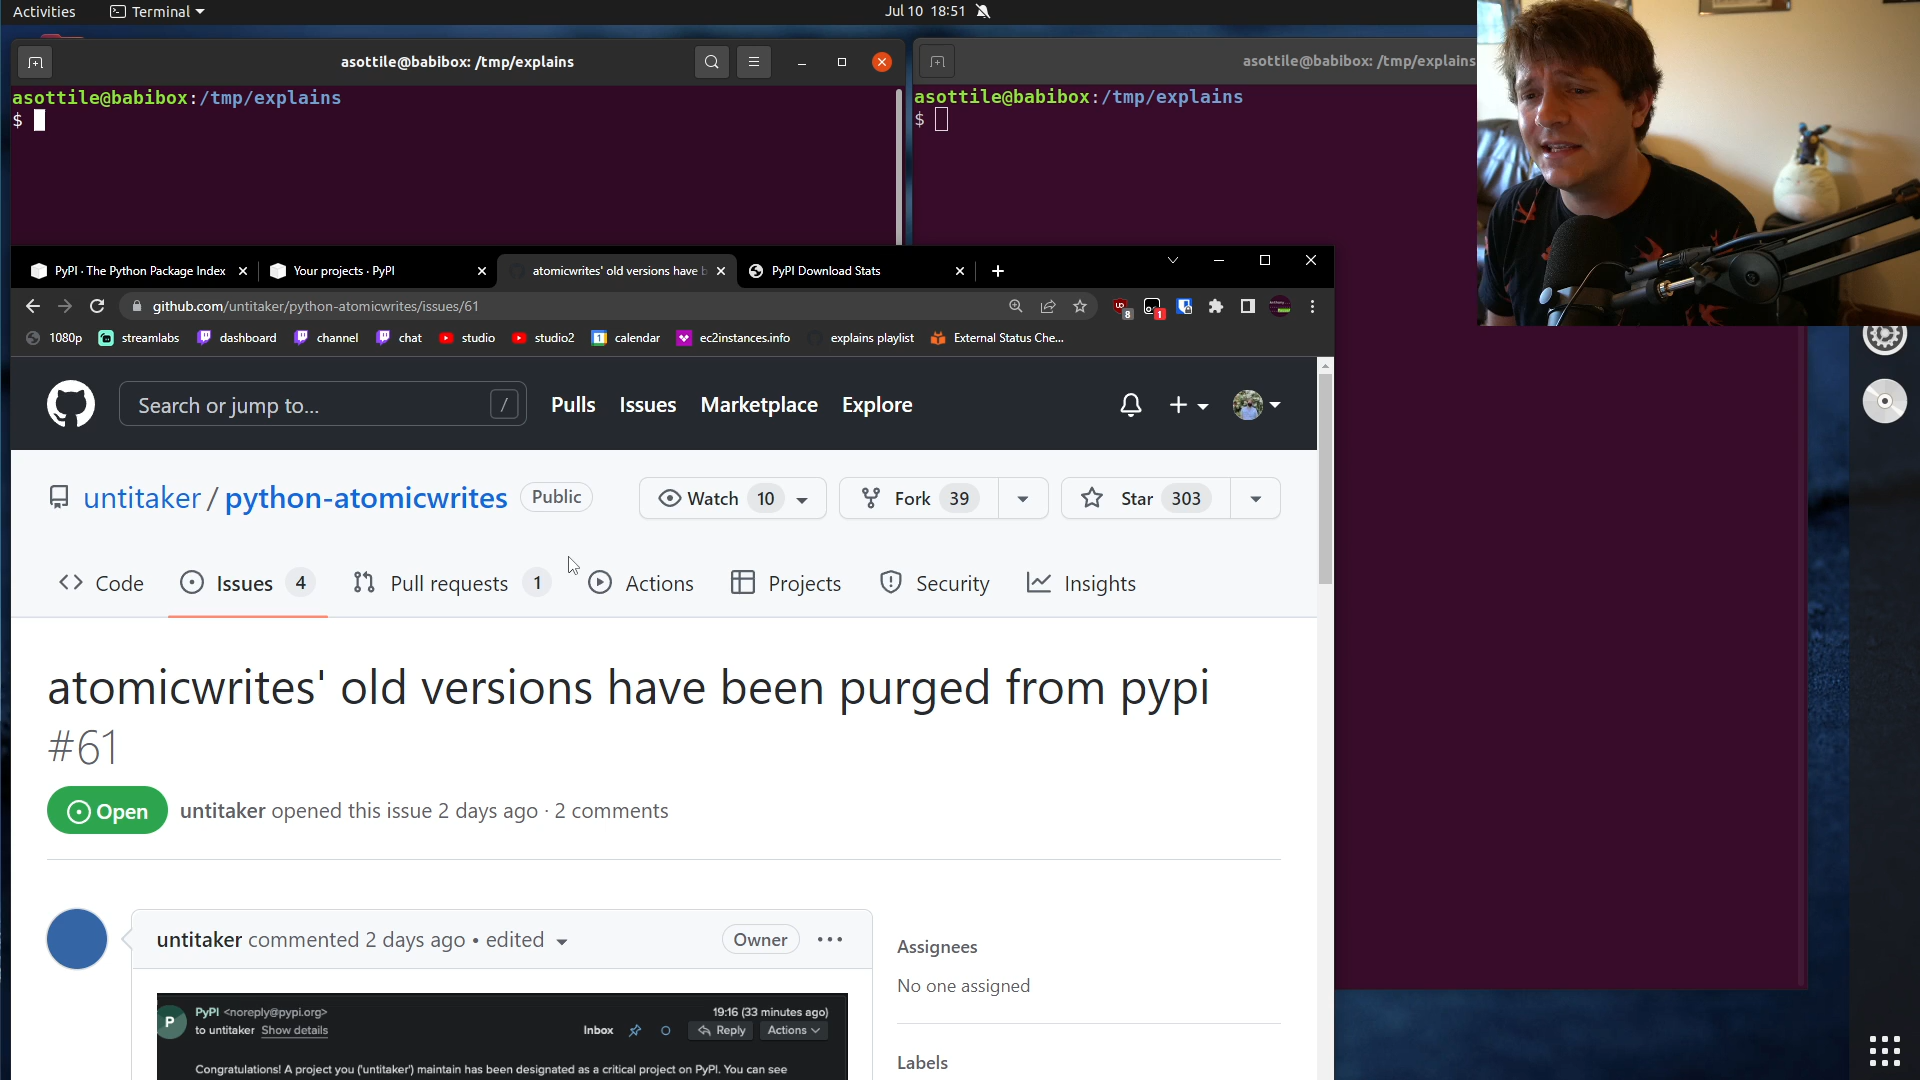 Activities
Terminal
Jul 10 18:51
asottile@babibox: /tmp/explains
asottile@babibox:/tmp/explains
$
asottile@babibox: /tmp/explains
asottile@babibox:/tmp/explains
$
PyPI · The Python Package Index
Your projects · PyPI
atomicwrites' old versions have b
PyPI Download Stats
github.com/untitaker/python-atomicwrites/issues/61
8
1
1080p
streamlabs
dashboard
channel
chat
studio
studio2
calendar
ec2instances.info
explains playlist
External Status Che...
Search or jump to...
/
Pulls
Issues
Marketplace
Explore
untitaker / python-atomicwrites
Public
Watch 10
Fork 39
Star 303
Code
Issues 4
Pull requests 1
Actions
Projects
Security
Insights
atomicwrites' old versions have been purged from pypi
#61
Open
untitaker opened this issue 2 days ago · 2 comments
untitaker commented 2 days ago • edited
Owner
Assignees
No one assigned
P
PyPI <noreply@pypi.org>
19:16 (33 minutes ago)
to untitaker Show details
Inbox
Reply
Actions
Labels
Congratulations! A project you ('untitaker') maintain has been designated as a critical project on PyPI. You can see